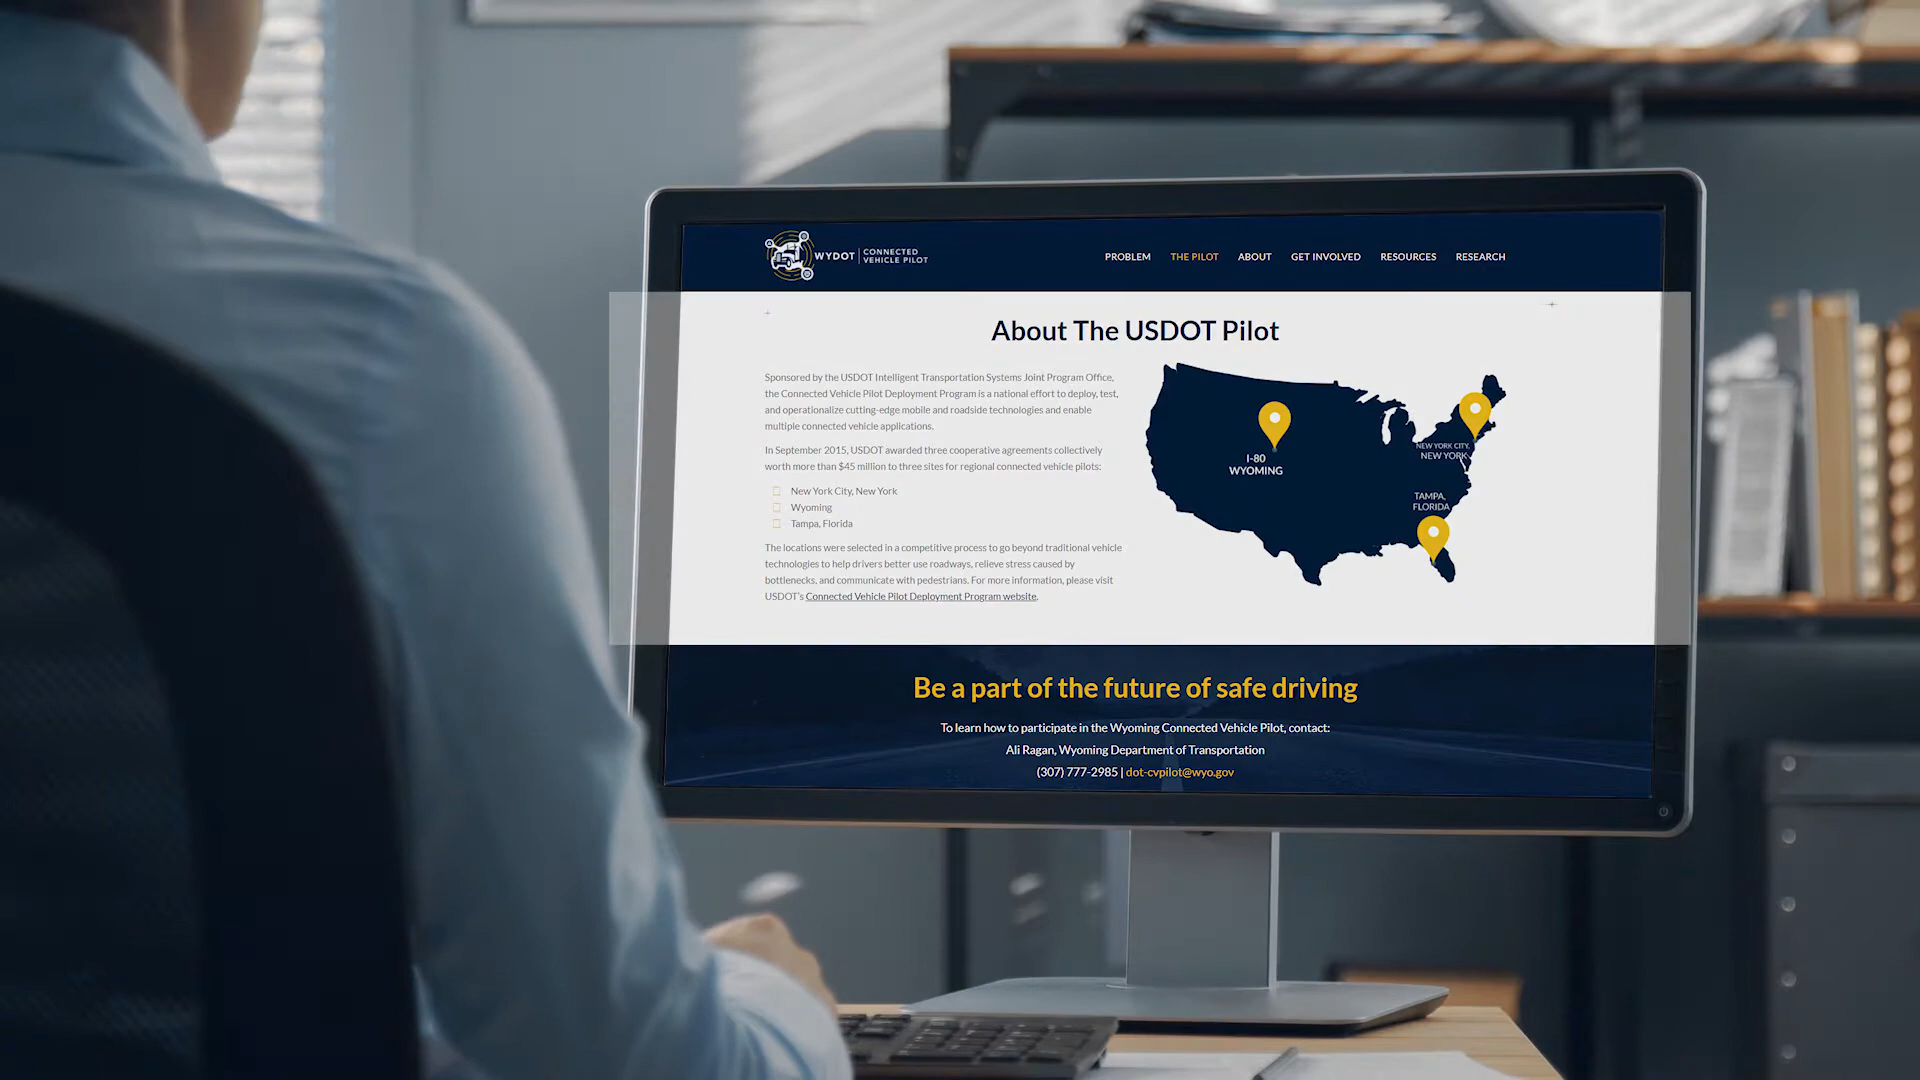 WYDOT
CONNECTED
VEHICLE PILOT
PROBLEM
THE PILOT
ABOUT
GET INVOLVED
RESOURCES
RESEARCH
About The USDOT Pilot
Sponsored by the USDOT Intelligent Transportation Systems Joint Program Office,
the Connected Vehicle Pilot Deployment Program is a national effort to deploy, test,
and operationalize cutting-edge mobile and roadside technologies and enable
multiple connected vehicle applications.
In September 2015, USDOT awarded three cooperative agreements collectively
worth more than $45 million to three sites for regional connected vehicle pilots:
New York City, New York
Wyoming
Tampa, Florida
The locations were selected in a competitive process to go beyond traditional vehicle
technologies to help drivers better use roadways, relieve stress caused by
bottlenecks, and communicate with pedestrians. For more information, please visit
USDOT's Connected Vehicle Pilot Deployment Program website.
I-80
WYOMING
NEW YORK CITY,
NEW YORK
TAMPA,
FLORIDA
Be a part of the future of safe driving
To learn how to participate in the Wyoming Connected Vehicle Pilot, contact:
Ali Ragan, Wyoming Department of Transportation
(307) 777-2985 | dot-cvpilot@wyo.gov